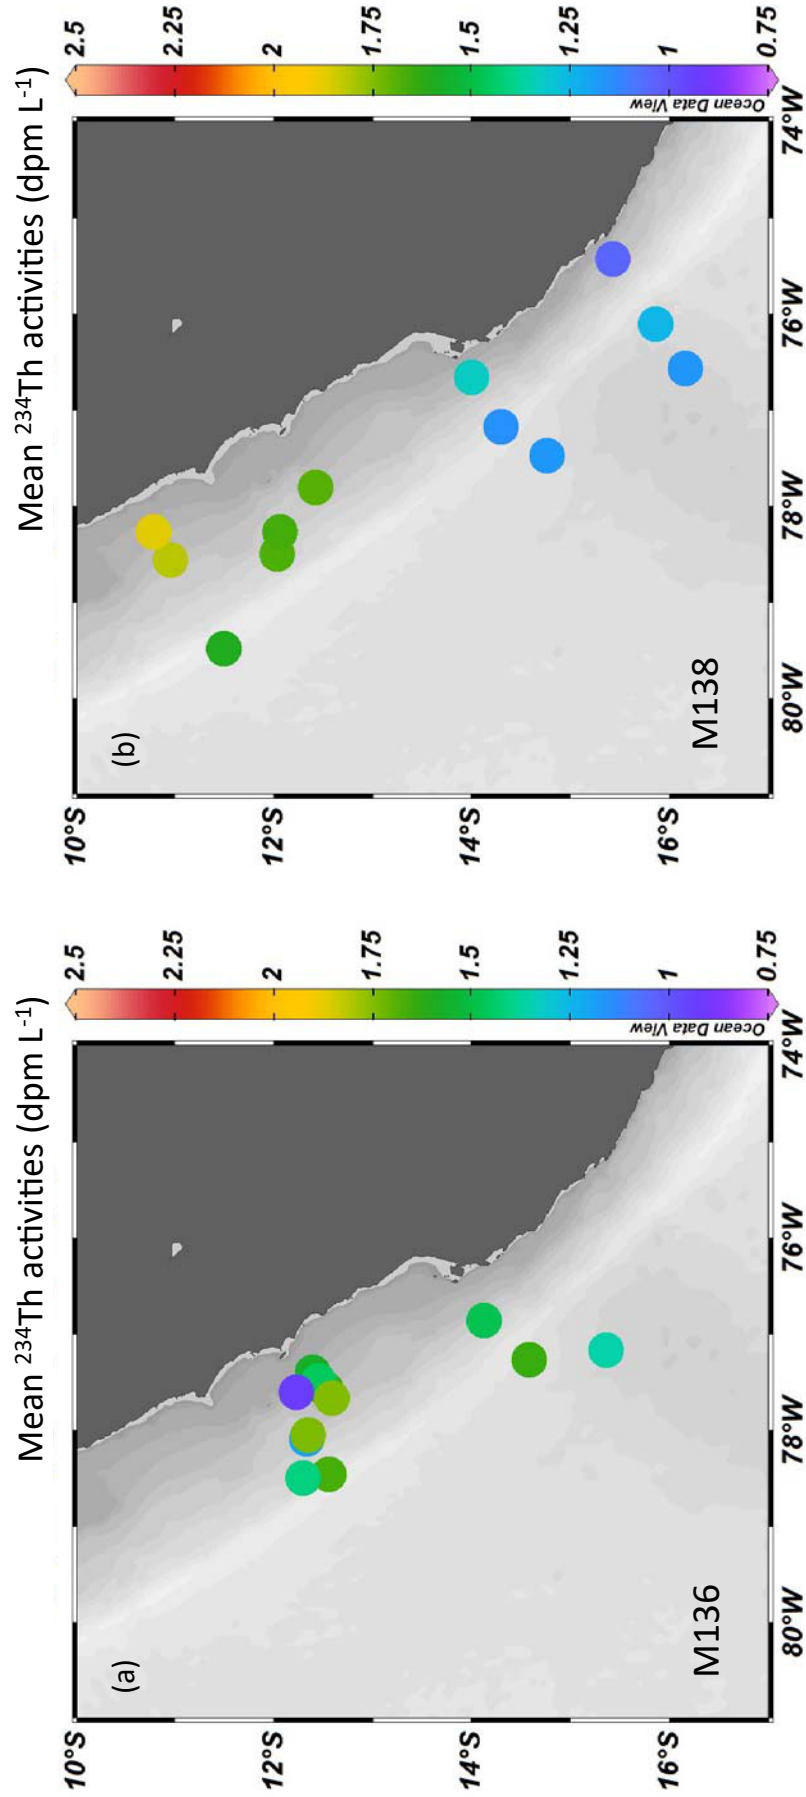 Mean ²³⁴Th activities (dpm L⁻¹)
(a)
M136
10°S
12°S
14°S
16°S
80°W
78°W
76°W
74°W
2.5
2.25
2
1.75
1.5
1.25
1
0.75
Ocean Data View
Mean ²³⁴Th activities (dpm L⁻¹)
(b)
M138
10°S
12°S
14°S
16°S
80°W
78°W
76°W
74°W
2.5
2.25
2
1.75
1.5
1.25
1
0.75
Ocean Data View